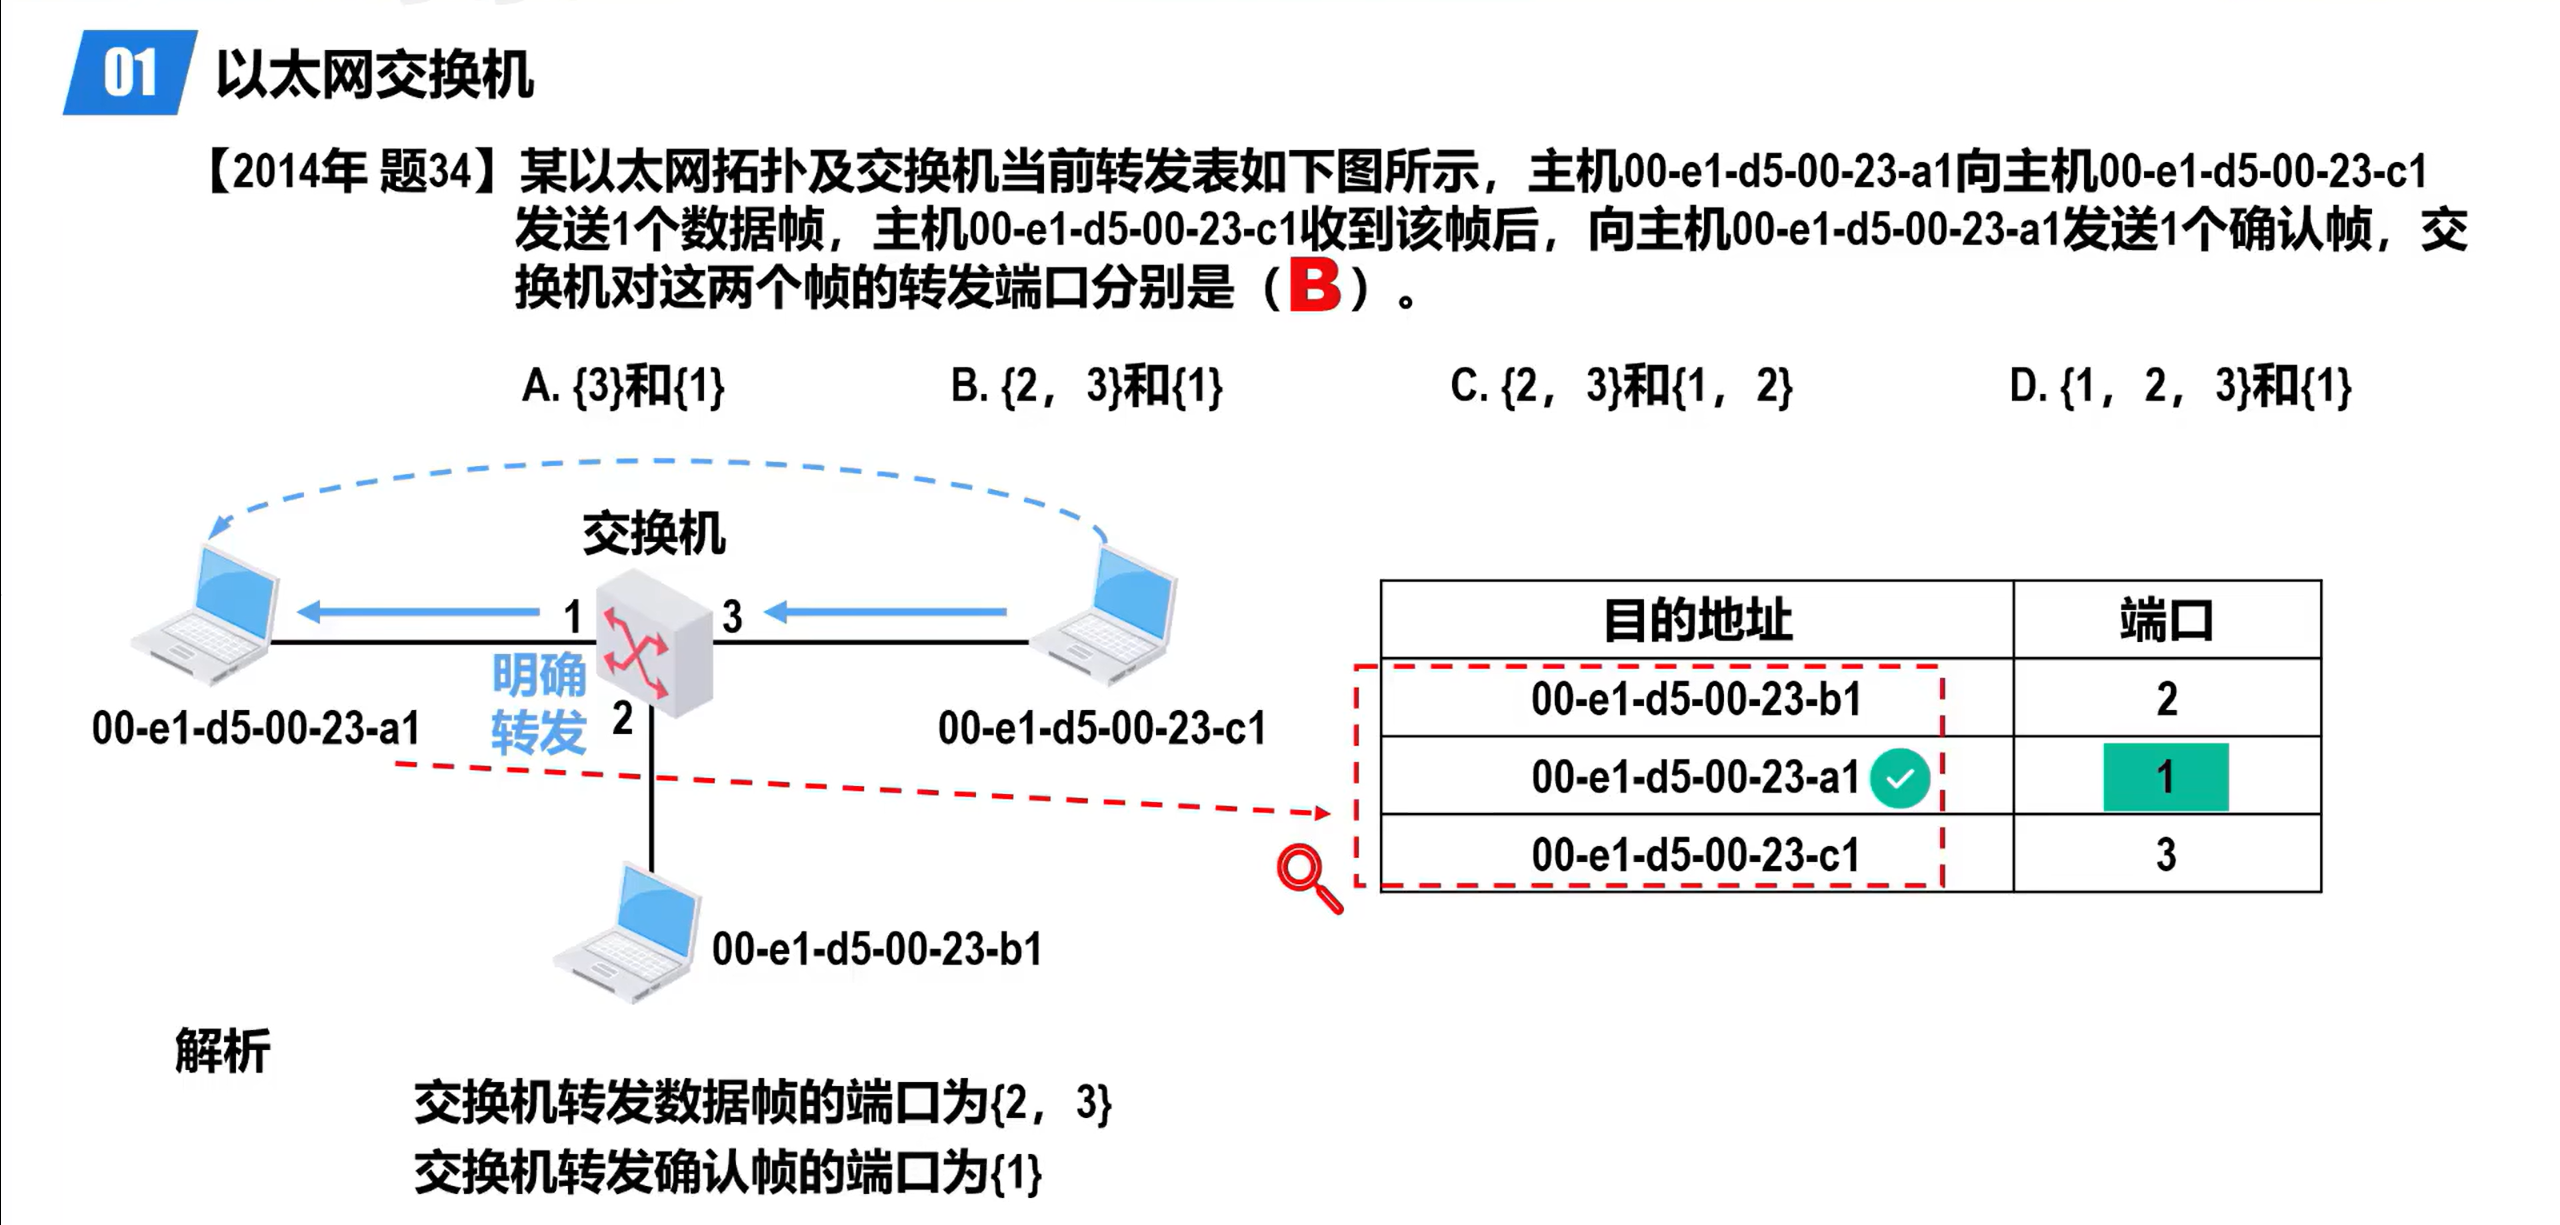 01 以太网交换机
【2014年 题34】某以太网拓扑及交换机当前转发表如下图所示，主机00-e1-d5-00-23-a1向主机00-e1-d5-00-23-c1
发送1个数据帧，主机00-e1-d5-00-23-c1收到该帧后，向主机00-e1-d5-00-23-a1发送1个确认帧，交
换机对这两个帧的转发端口分别是（B）。
A. {3}和{1} B. {2，3}和{1} C. {2，3}和{1，2} D. {1，2，3}和{1}
交换机
1 3
明确
转发
2
00-e1-d5-00-23-a1
00-e1-d5-00-23-c1
00-e1-d5-00-23-b1
目的地址 端口
00-e1-d5-00-23-b1 2
00-e1-d5-00-23-a1 1
00-e1-d5-00-23-c1 3
解析
交换机转发数据帧的端口为{2，3}
交换机转发确认帧的端口为{1}